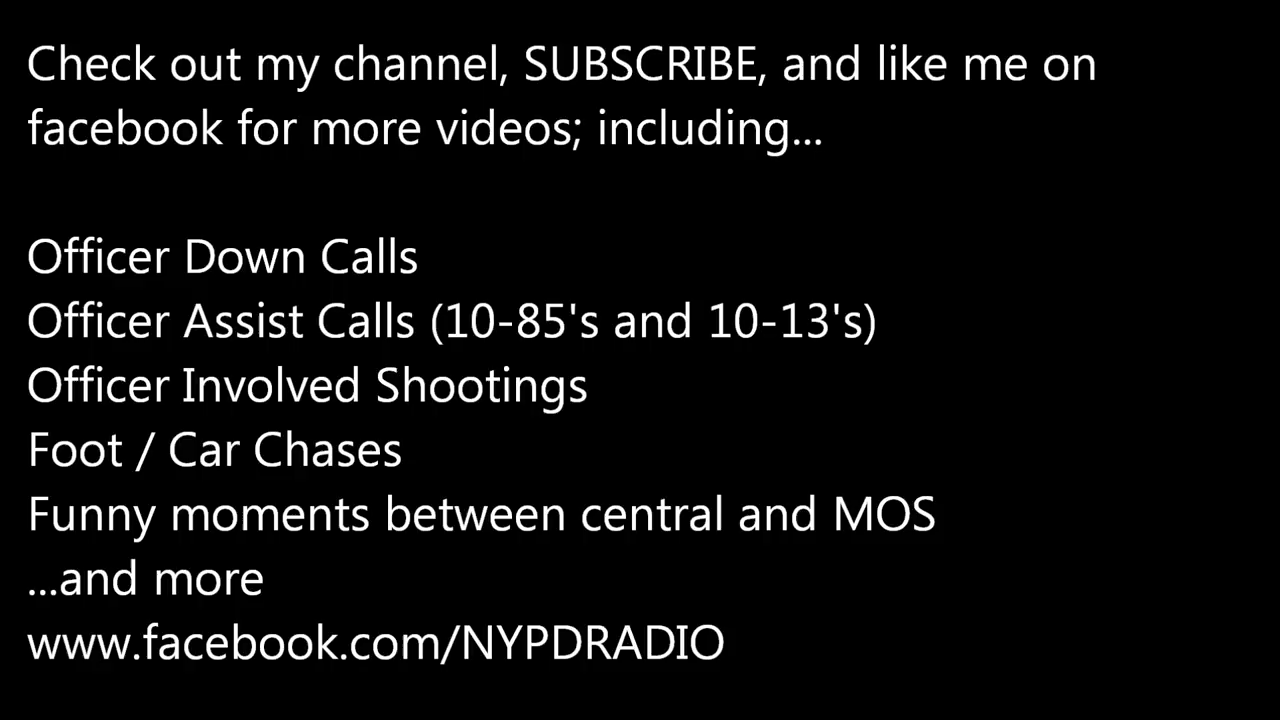 Check out my channel, SUBSCRIBE, and like me on
facebook for more videos; including...
Officer Down Calls
Officer Assist Calls (10-85's and 10-13's)
Officer Involved Shootings
Foot / Car Chases
Funny moments between central and MOS
...and more
www.facebook.com/NYPDRADIO